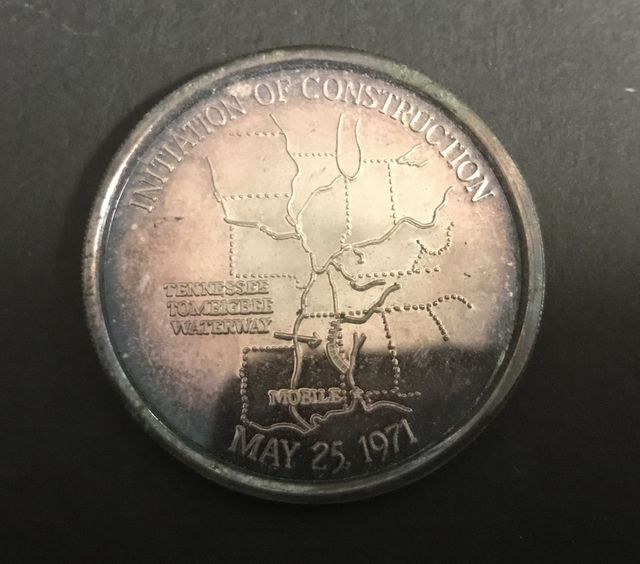 INITIATION OF CONSTRUCTION
TENNESSEE
TOMBIGBEE
WATERWAY
MOBILE
MAY 25, 1971